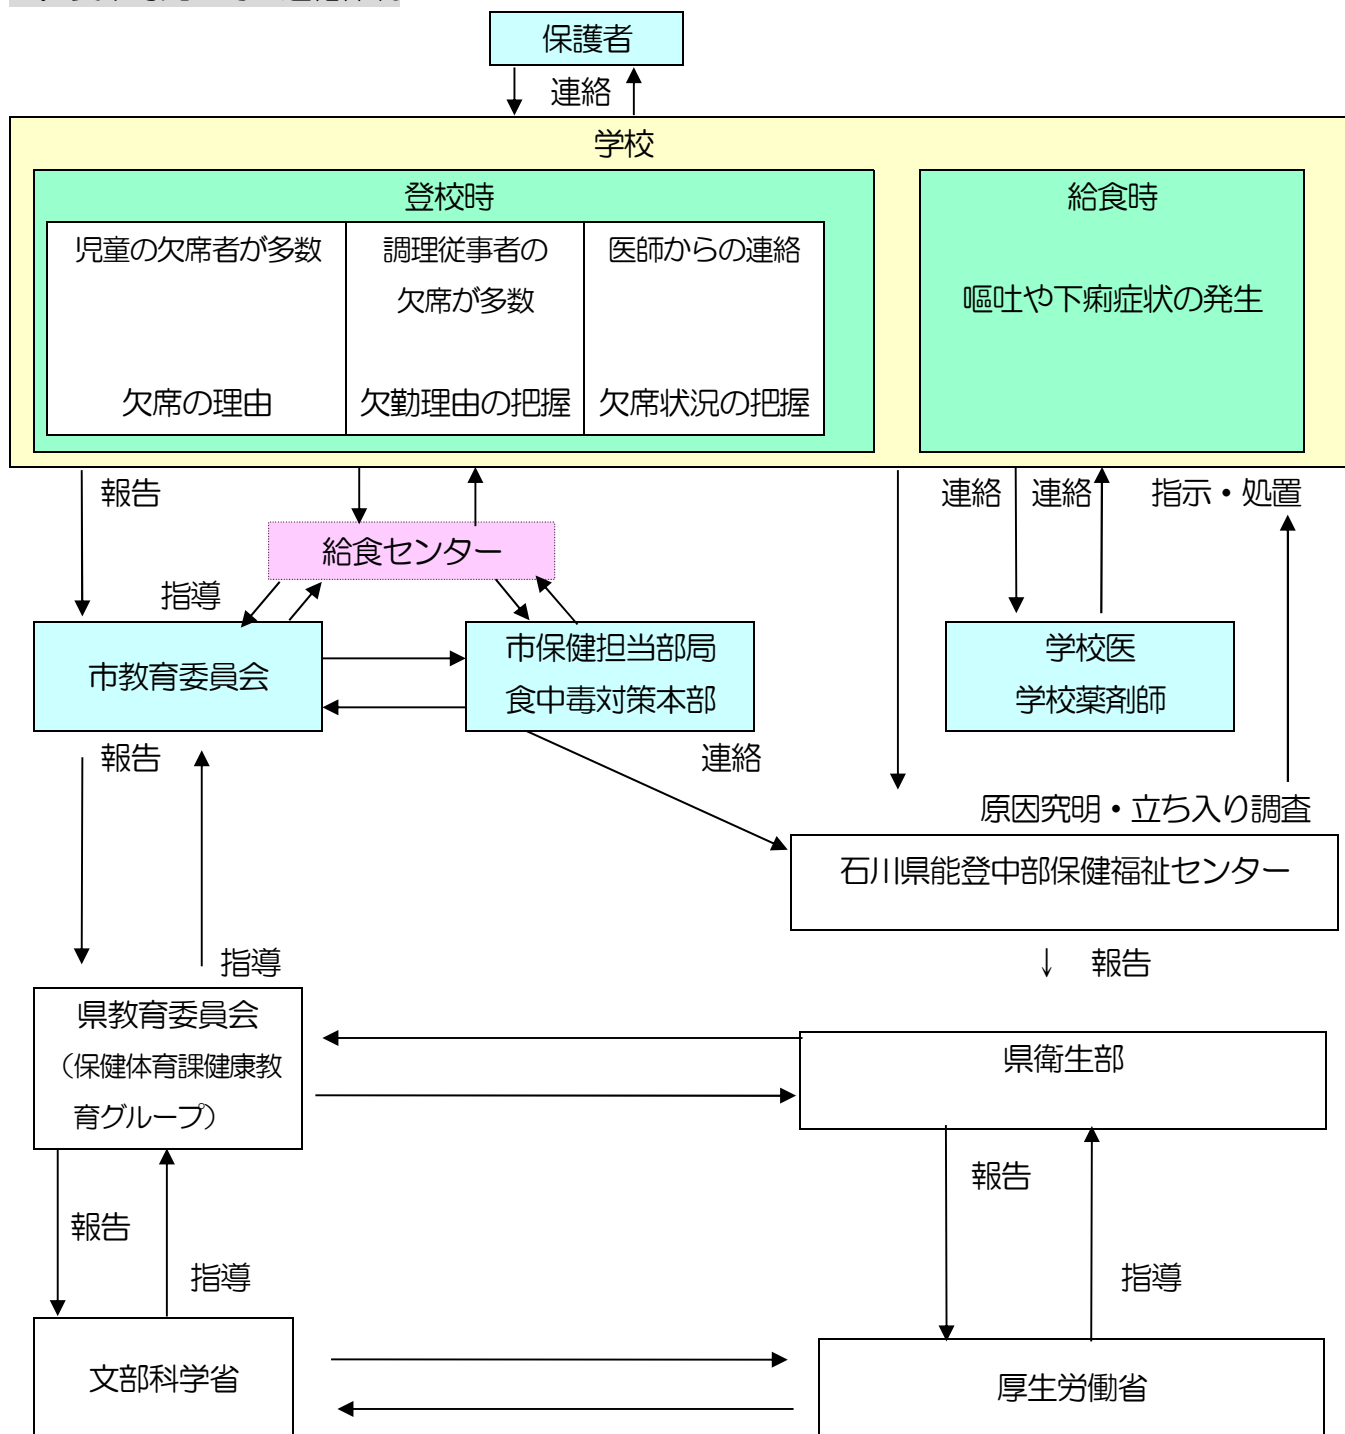 保護者
連絡
学校
登校時
給食時
児童の欠席者が多数
調理従事者の
欠席が多数
医師からの連絡
嘔吐や下痢症状の発生
欠席の理由
欠勤理由の把握
欠席状況の把握
報告
連絡
連絡
指示・処置
給食センター
指導
市教育委員会
市保健担当部局
食中毒対策本部
学校医
学校薬剤師
報告
連絡
原因究明・立ち入り調査
石川県能登中部保健福祉センター
指導
↓ 報告
県教育委員会
（保健体育課健康教
育グループ）
県衛生部
報告
報告
指導
指導
文部科学省
厚生労働省